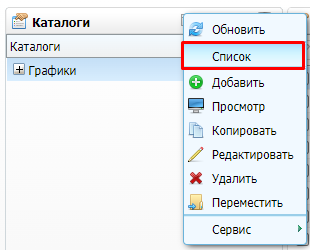 Каталоги
Каталоги
Графики
Обновить
Список
Добавить
Просмотр
Копировать
Редактировать
Удалить
Переместить
Сервис